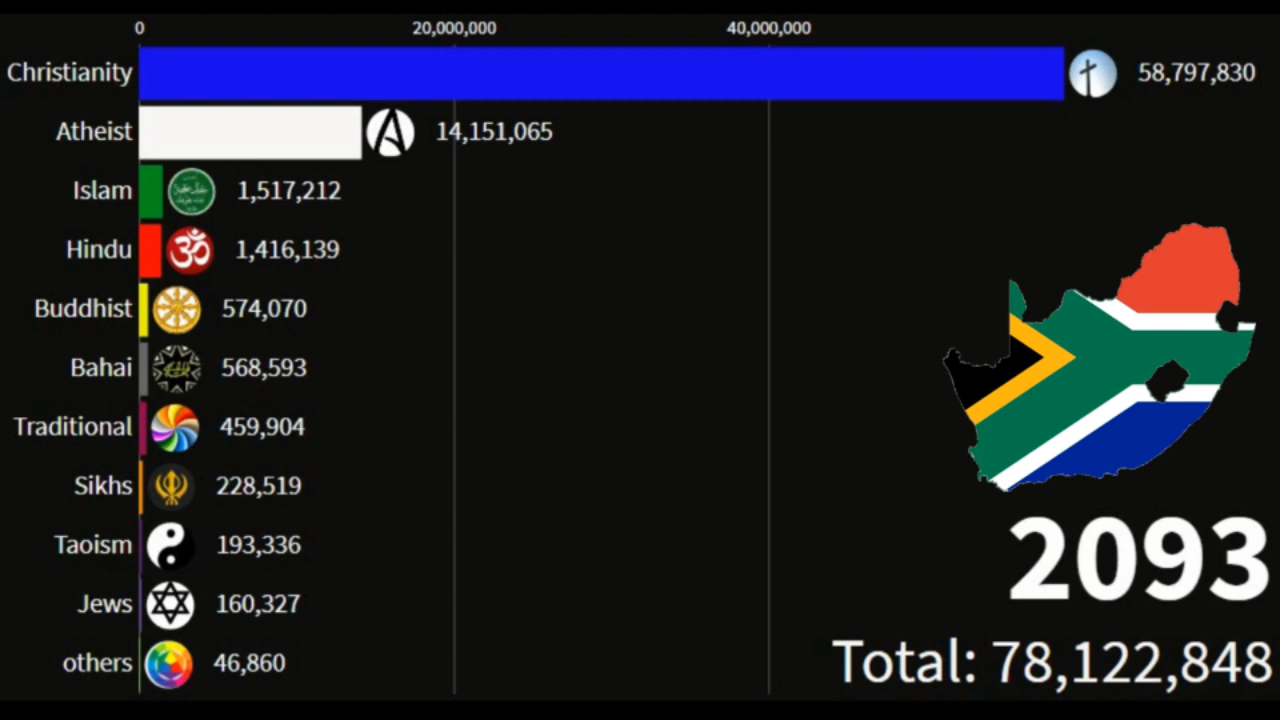 0 20,000,000 40,000,000
Christianity 58,797,830
Atheist 14,151,065
Islam 1,517,212
Hindu 1,416,139
Buddhist 574,070
Bahai 568,593
Traditional 459,904
Sikhs 228,519
Taoism 193,336
Jews 160,327
others 46,860
2093
Total: 78,122,848